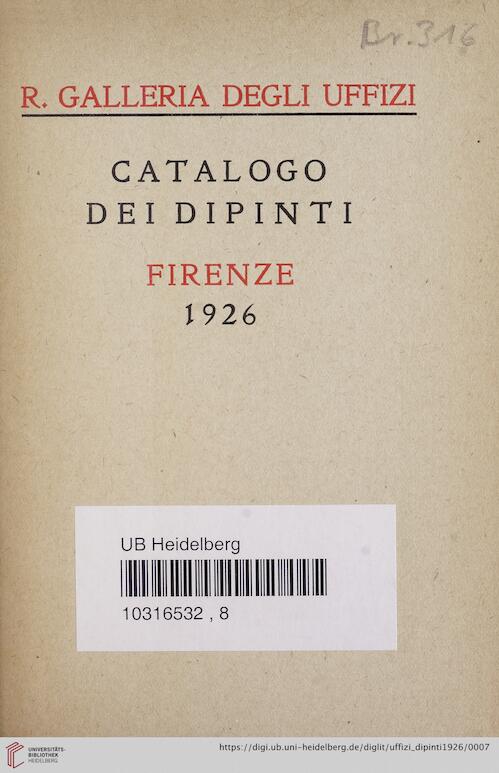 Br. 316
R. GALLERIA DEGLI UFFIZI
CATALOGO
DEI DIPINTI
FIRENZE
1926
UB Heidelberg
10316532 , 8
UNIVERSITÄTS-
BIBLIOTHEK
HEIDELBERG
https://digi.ub.uni-heidelberg.de/diglit/uffizi_dipinti1926/0007